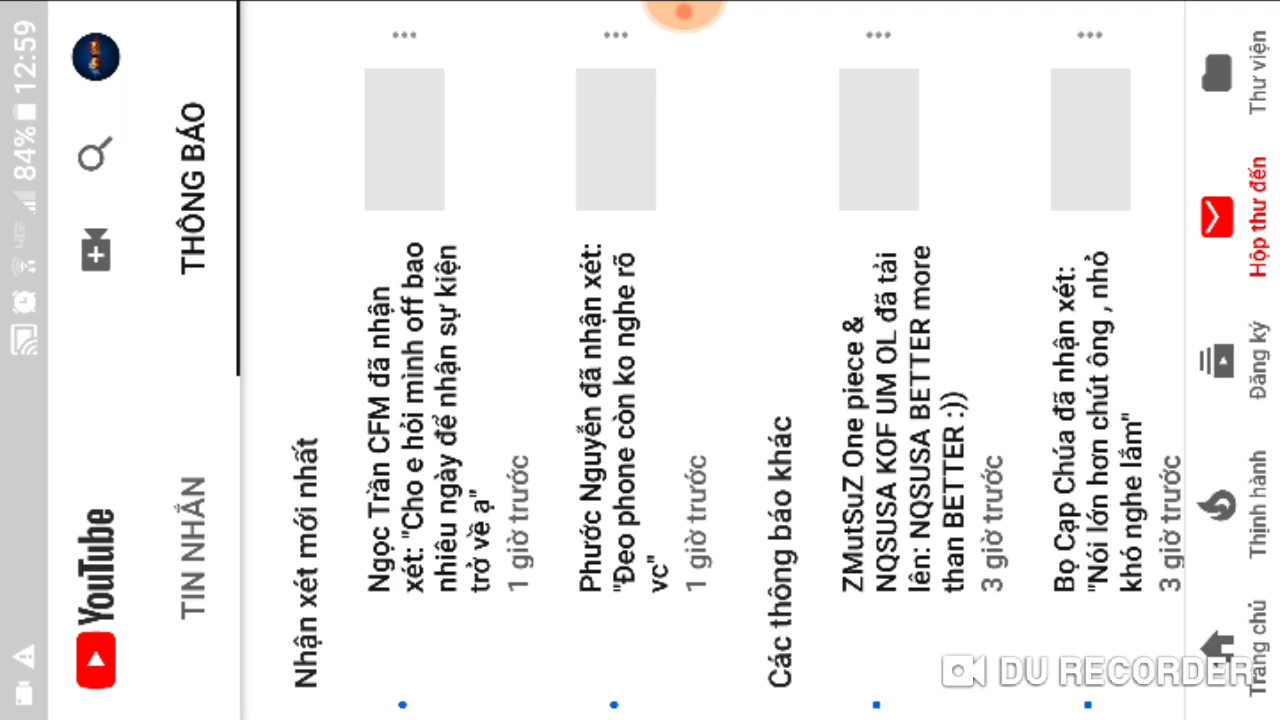 4G 84% 12:59
YouTube
TIN NHẮN
THÔNG BÁO
Nhận xét mới nhất
Ngọc Trần CFM đã nhận
xét: "Cho e hỏi mình off bao
nhiêu ngày để nhận sự kiện
trở về ạ"
1 giờ trước
Phước Nguyễn đã nhận xét:
"Đeo phone còn ko nghe rõ
vc"
1 giờ trước
Các thông báo khác
ZMutSuZ One piece &
NQSUSA KOF UM OL đã tải
lên: NQSUSA BETTER more
than BETTER :))
3 giờ trước
Bọ Cạp Chúa đã nhận xét:
"Nói lớn hơn chút ông , nhỏ
khó nghe lắm"
3 giờ trước
Trang chủ
Thịnh hành
Đăng ký
Hộp thư đến
Thư viện
DU RECORDER